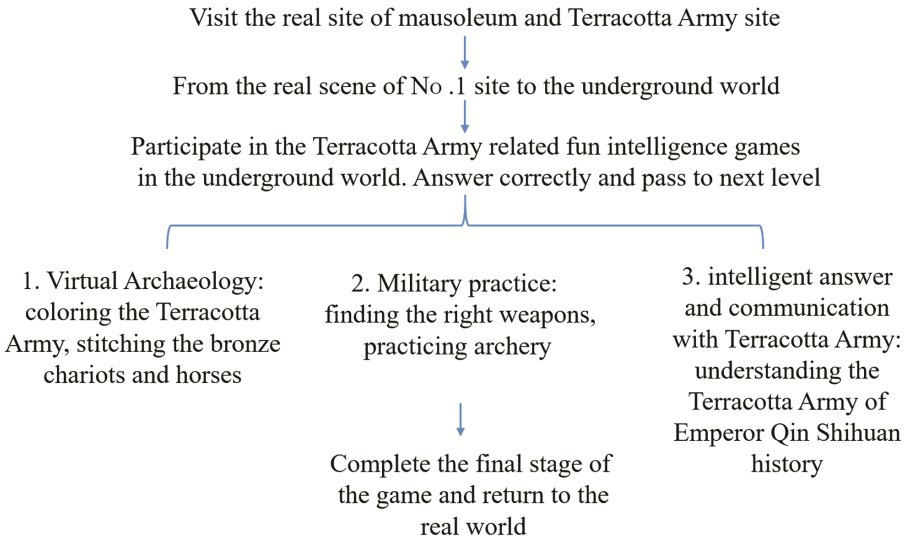 Visit the real site of mausoleum and Terracotta Army site
From the real scene of No .1 site to the underground world
Participate in the Terracotta Army related fun intelligence games
in the underground world. Answer correctly and pass to next level
1. Virtual Archaeology:
coloring the Terracotta
Army, stitching the bronze
chariots and horses
2. Military practice:
finding the right weapons,
practicing archery
3. intelligent answer
and communication
with Terracotta Army:
understanding the
Terracotta Army of
Emperor Qin Shihuan
history
Complete the final stage of
the game and return to the
real world